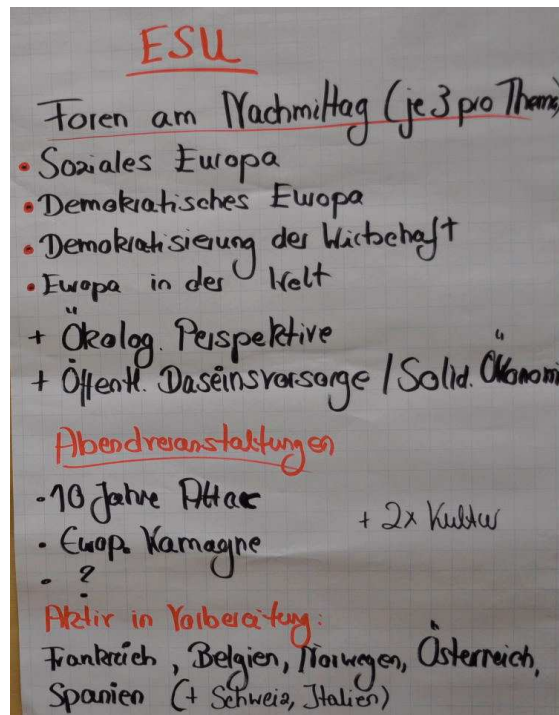 ESU
Foren am Nachmittag (je 3 pro Thema)
• Soziales Europa
• Demokratisches Europa
• Demokratisierung der Wirtschaft
• Europa in der Welt
+ Ökolog. Perspektive
+ Öffentl. Daseinsvorsorge / Solid. Ökonomi
Abendveranstaltungen
- 10 Jahre Attac
+ 2x Kultur
• Europ. Kamagne
- ?
Aktiv in Vorbereitung:
Frankreich, Belgien, Norwegen, Österreich,
Spanien (+ Schweiz, Italien)